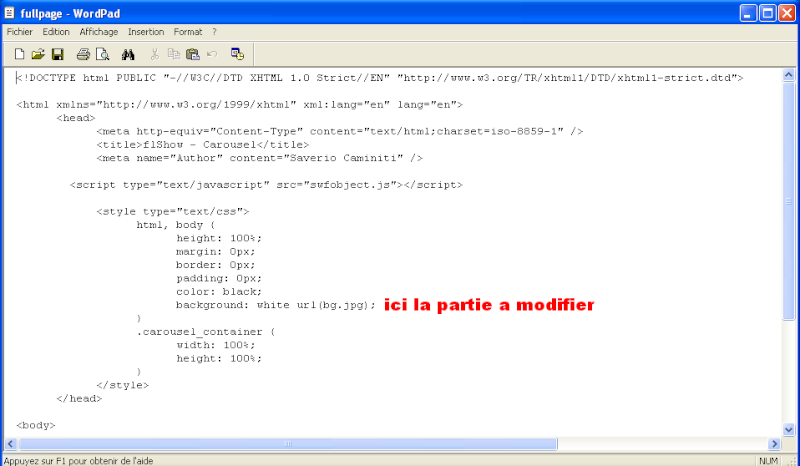 fullpage - WordPad
Fichier Edition Affichage Insertion Format ?
<!DOCTYPE html PUBLIC "-//W3C//DTD XHTML 1.0 Strict//EN" "http://www.w3.org/TR/xhtml1/DTD/xhtml1-strict.dtd">
<html xmlns="http://www.w3.org/1999/xhtml" xml:lang="en" lang="en">
<head>
<meta http-equiv="Content-Type" content="text/html;charset=iso-8859-1" />
<title>flShow - Carousel</title>
<meta name="Author" content="Saverio Caminiti" />
<script type="text/javascript" src="swfobject.js"></script>
<style type="text/css">
html, body {
height: 100%;
margin: 0px;
border: 0px;
padding: 0px;
color: black;
background: white url(bg.jpg); ici la partie a modifier
}
.carousel_container {
width: 100%;
height: 100%;
}
</style>
</head>
<body>
Appuyez sur F1 pour obtenir de l'aide NUM